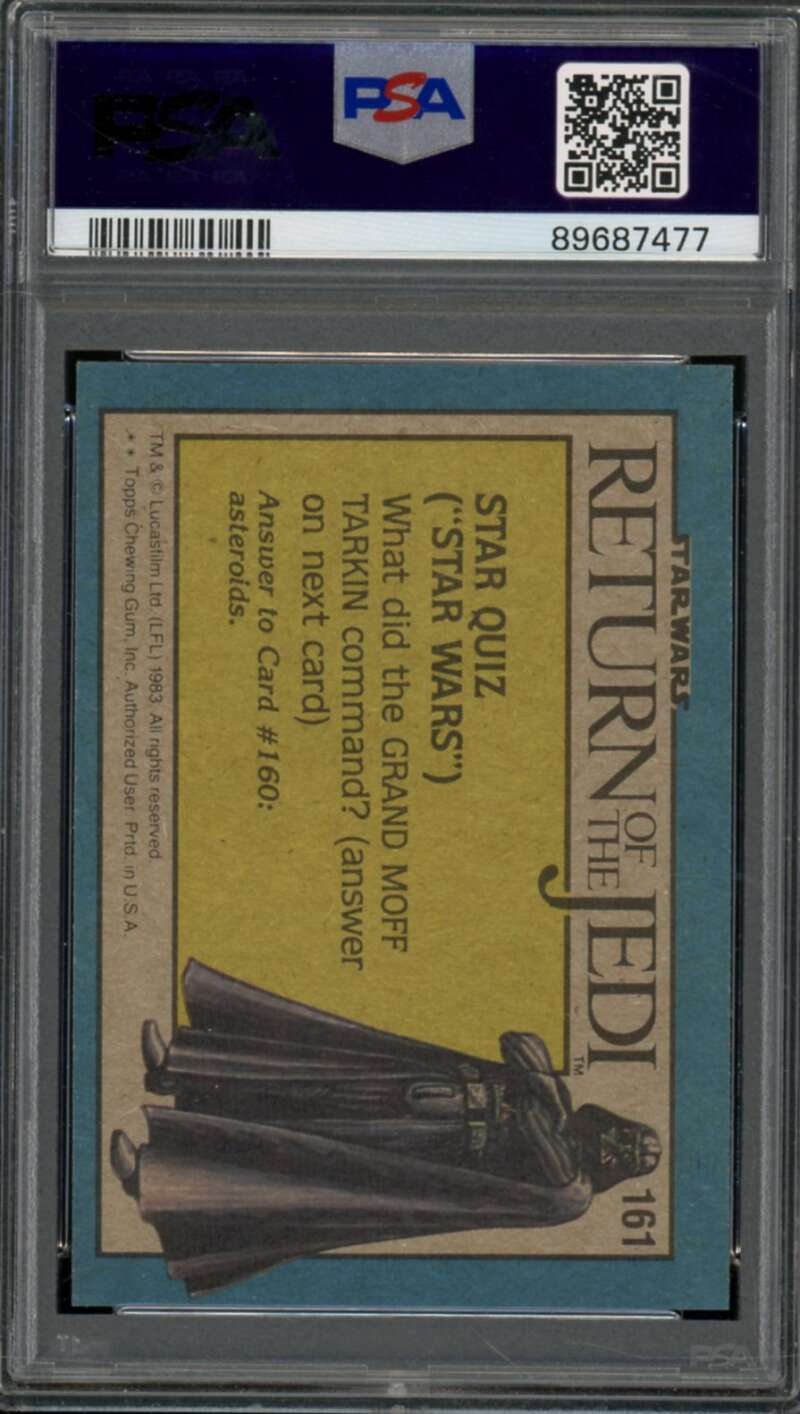 PSA
PSA
89687477
STAR WARS
RETURN OF THE JEDI
TM
161
STAR QUIZ
("STAR WARS")
What did the GRAND MOFF
TARKIN command? (answer
on next card)
Answer to Card #160:
asteroids.
TM & © Lucasfilm Ltd. (LFL) 1983. All rights reserved.
* * Topps Chewing Gum, Inc. Authorized User. Prtd. in U.S.A.
PSA